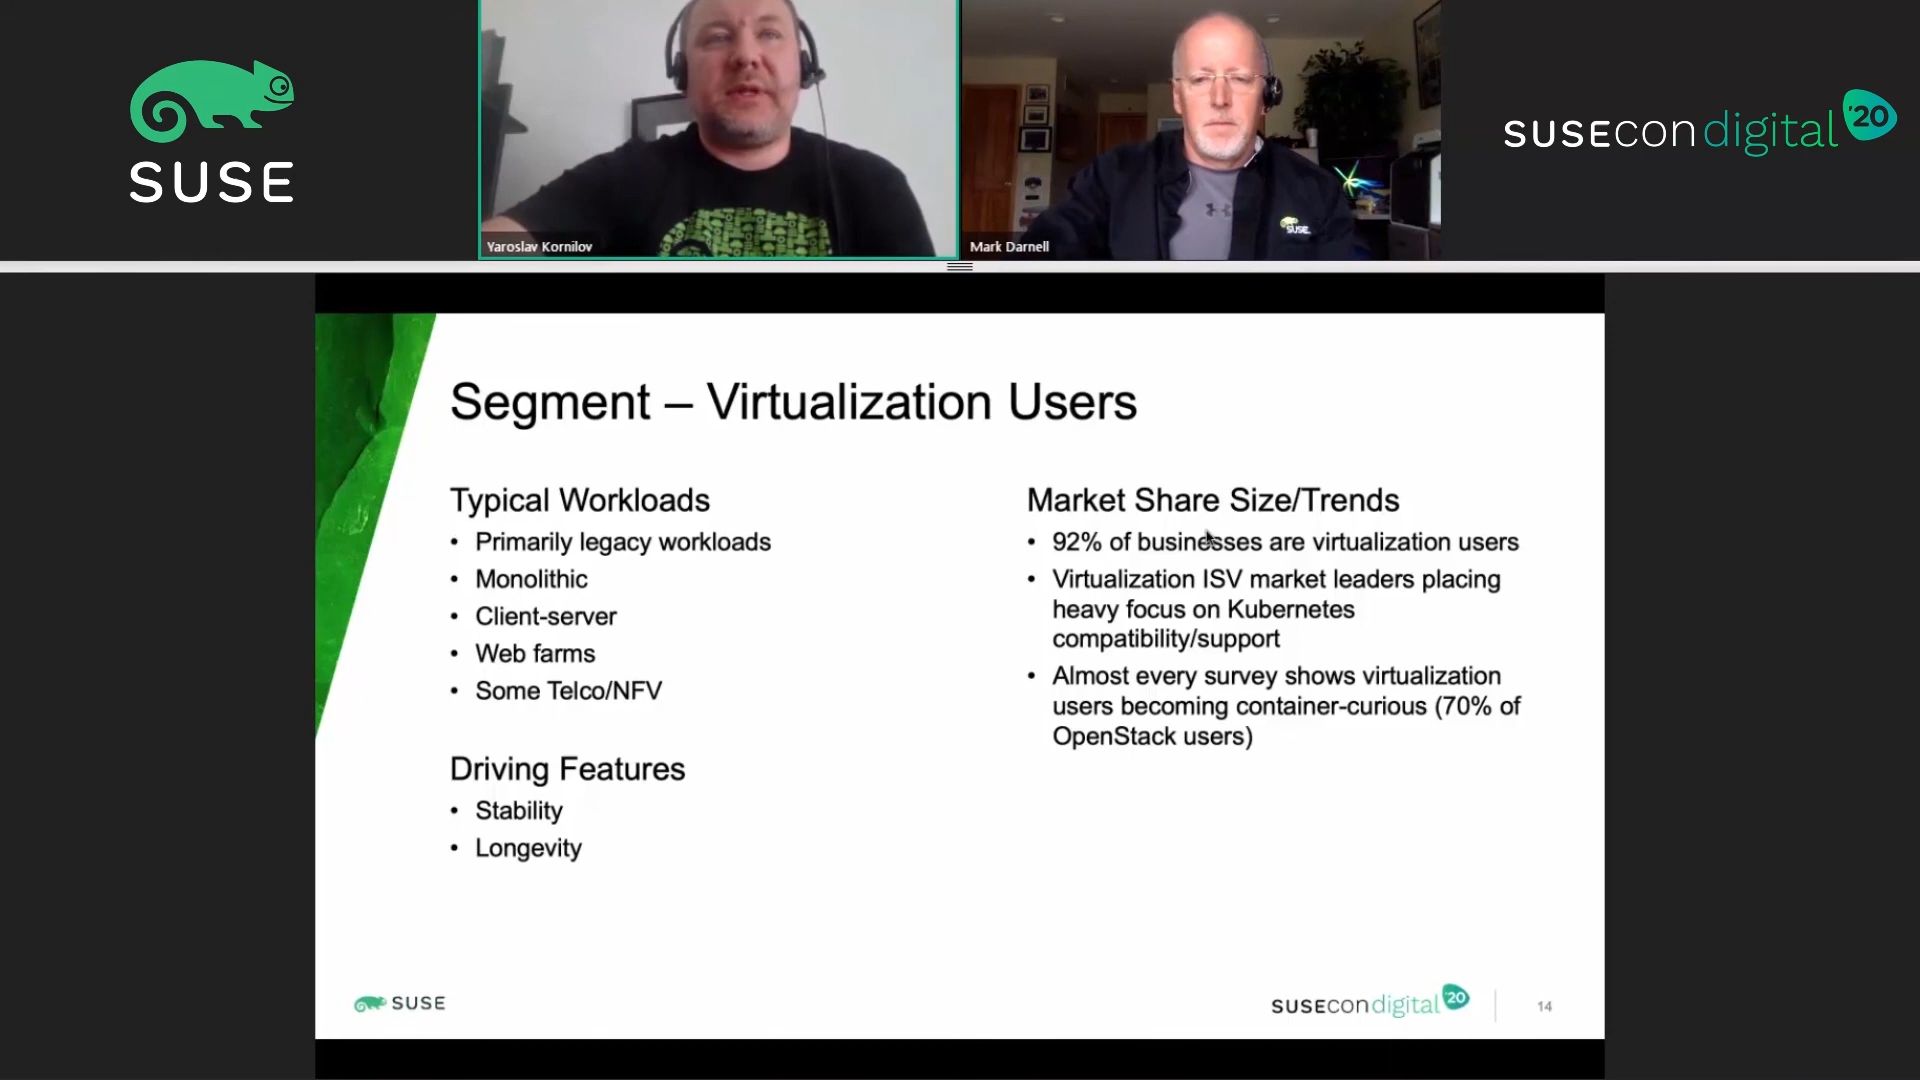 SUSE
Yaroslav Kornilov
Mark Darnell
SUSE
SUSECON digital '20
Segment – Virtualization Users
Typical Workloads
• Primarily legacy workloads
• Monolithic
• Client-server
• Web farms
• Some Telco/NFV
Driving Features
• Stability
• Longevity
Market Share Size/Trends
• 92% of businesses are virtualization users
• Virtualization ISV market leaders placing
heavy focus on Kubernetes
compatibility/support
• Almost every survey shows virtualization
users becoming container-curious (70% of
OpenStack users)
SUSE
SUSECON digital '20
14